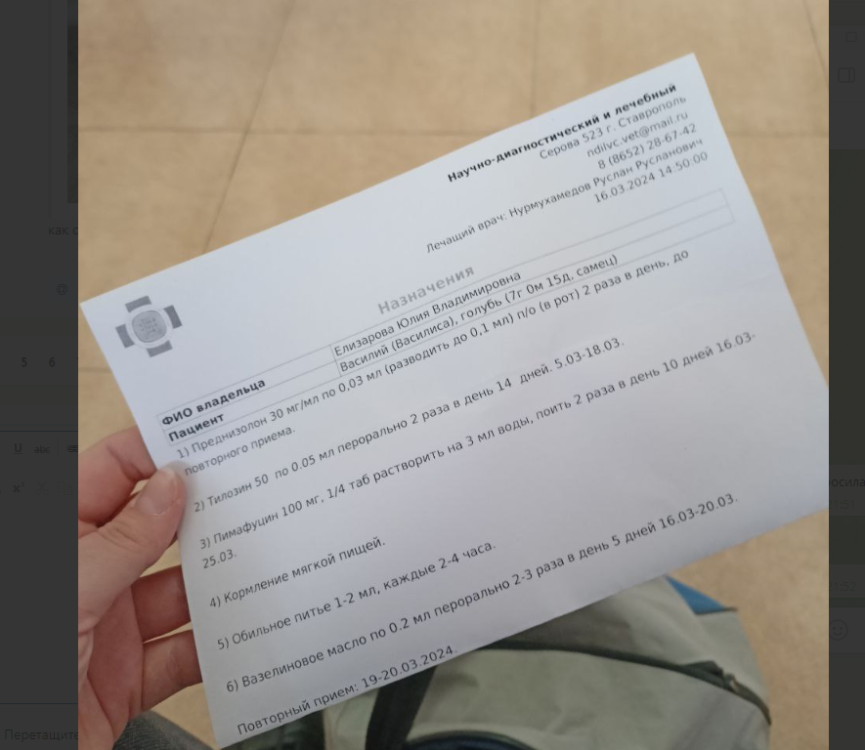 Научно-диагностический и лечебный
Серова 523 г. Ставрополь
ndilvc.vet@mail.ru
8 (8652) 28-67-42
Лечащий врач: Нурмухамедов Руслан Русланович
16.03.2024 14:50:00
Назначения
ФИО владельца Елизарова Юлия Владимировна
Пациент Василий (Василиса), голубь (7г 0м 15д, самец)
1) Преднизолон 30 мг/мл по 0,03 мл (разводить до 0,1 мл) п/о (в рот) 2 раза в день, до
повторного приема.
2) Тилозин 50 по 0.05 мл перорально 2 раза в день 14 дней. 5.03-18.03.
3) Пимафуцин 100 мг, 1/4 таб растворить на 3 мл воды, поить 2 раза в день 10 дней 16.03-
25.03.
4) Кормление мягкой пищей.
5) Обильное питье 1-2 мл, каждые 2-4 часа.
6) Вазелиновое масло по 0.2 мл перорально 2-3 раза в день 5 дней 16.03-20.03.
Повторный прием: 19-20.03.2024.
как
5 6
U abc
x
Перетащите